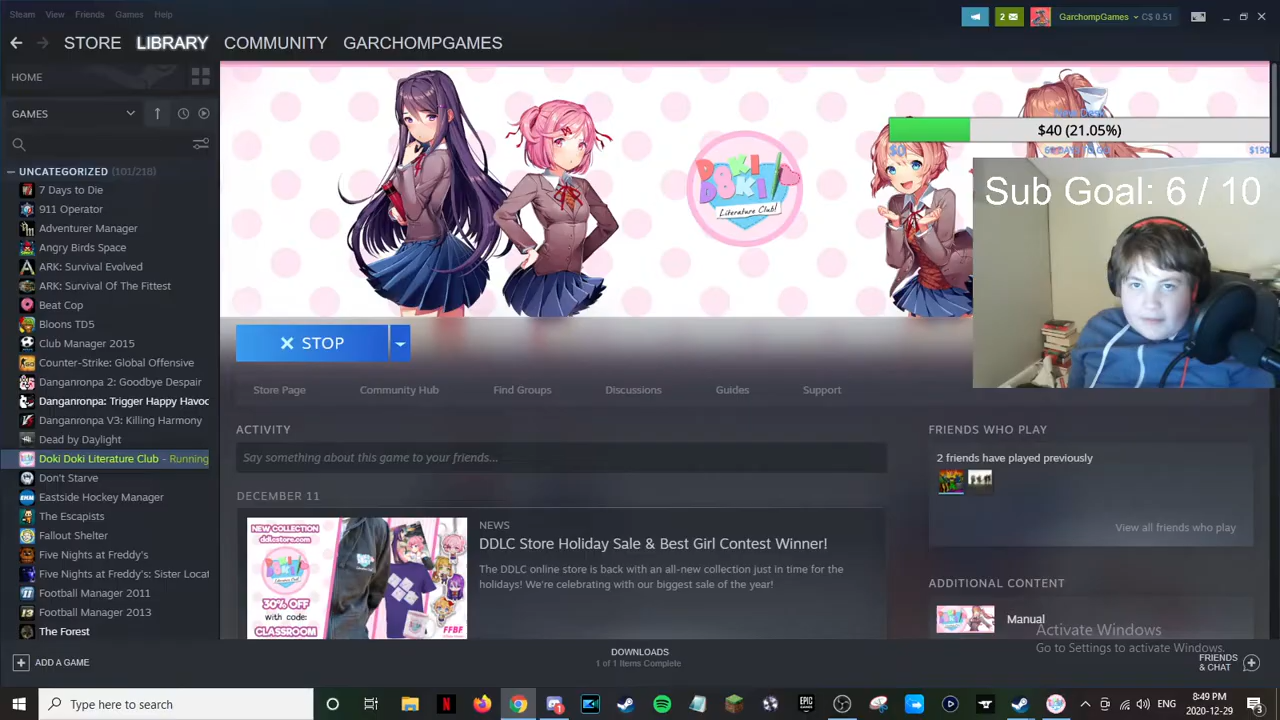 Steam View Friends Games Help
2 GarchompGames C$ 0.51
STORE LIBRARY COMMUNITY GARCHOMPGAMES
HOME
GAMES
UNCATEGORIZED (101/218)
7 Days to Die
911 Operator
Adventurer Manager
Angry Birds Space
ARK: Survival Evolved
ARK: Survival Of The Fittest
Beat Cop
Bloons TD5
Club Manager 2015
Counter-Strike: Global Offensive
Danganronpa 2: Goodbye Despair
Danganronpa: Trigger Happy Havoc
Danganronpa V3: Killing Harmony
Dead by Daylight
Doki Doki Literature Club - Running
Don't Starve
Eastside Hockey Manager
The Escapists
Fallout Shelter
Five Nights at Freddy's
Five Nights at Freddy's: Sister Locat
Football Manager 2011
Football Manager 2013
The Forest
ADD A GAME
DOKI
DOKI
Literature Club!
$40 (21.05%)
$0
$190
Sub Goal: 6 / 10
STOP
Store Page Community Hub Find Groups Discussions Guides Support
ACTIVITY
Say something about this game to your friends...
DECEMBER 11
NEW COLLECTION
ddlcstore.com
30% OFF
with code:
CLASSROOM
FFBF
NEWS
DDLC Store Holiday Sale & Best Girl Contest Winner!
The DDLC online store is back with an all-new collection just in time for the
holidays! We're celebrating with our biggest sale of the year!
FRIENDS WHO PLAY
2 friends have played previously
View all friends who play
ADDITIONAL CONTENT
Manual
Activate Windows
Go to Settings to activate Windows.
DOWNLOADS
1 of 1 Items Complete
FRIENDS
& CHAT
Type here to search
EPIC
GAMES
ENG
8:49 PM
2020-12-29